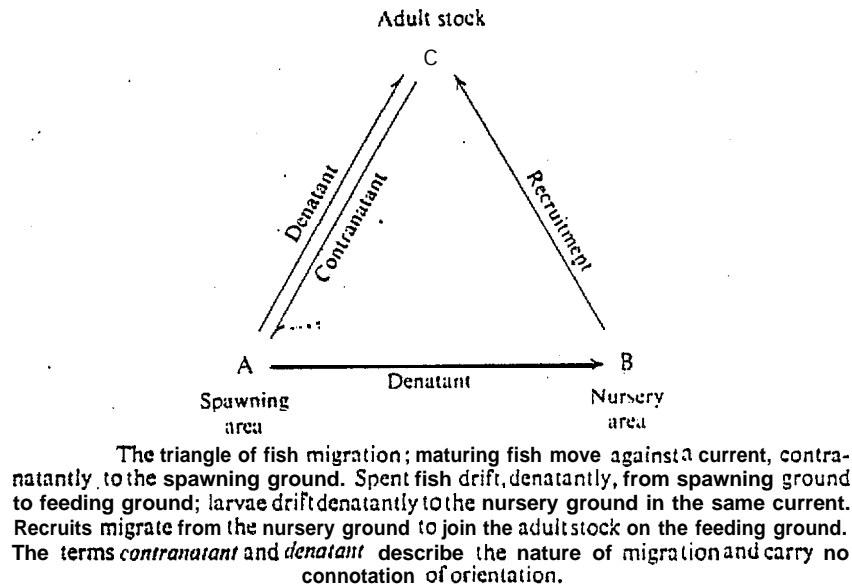 Adult stock
C
Denatant
Contranatant
Recruitment
A
B
Denatant
Spawning
area
Nursery
area
The triangle of fish migration; maturing fish move against a current, contra-
natantly, to the spawning ground. Spent fish drift, denatantly, from spawning ground
to feeding ground; larvae drift denatantly to the nursery ground in the same current.
Recruits migrate from the nursery ground to join the adult stock on the feeding ground.
The terms contranatant and denatant describe the nature of migration and carry no
connotation of orientation.